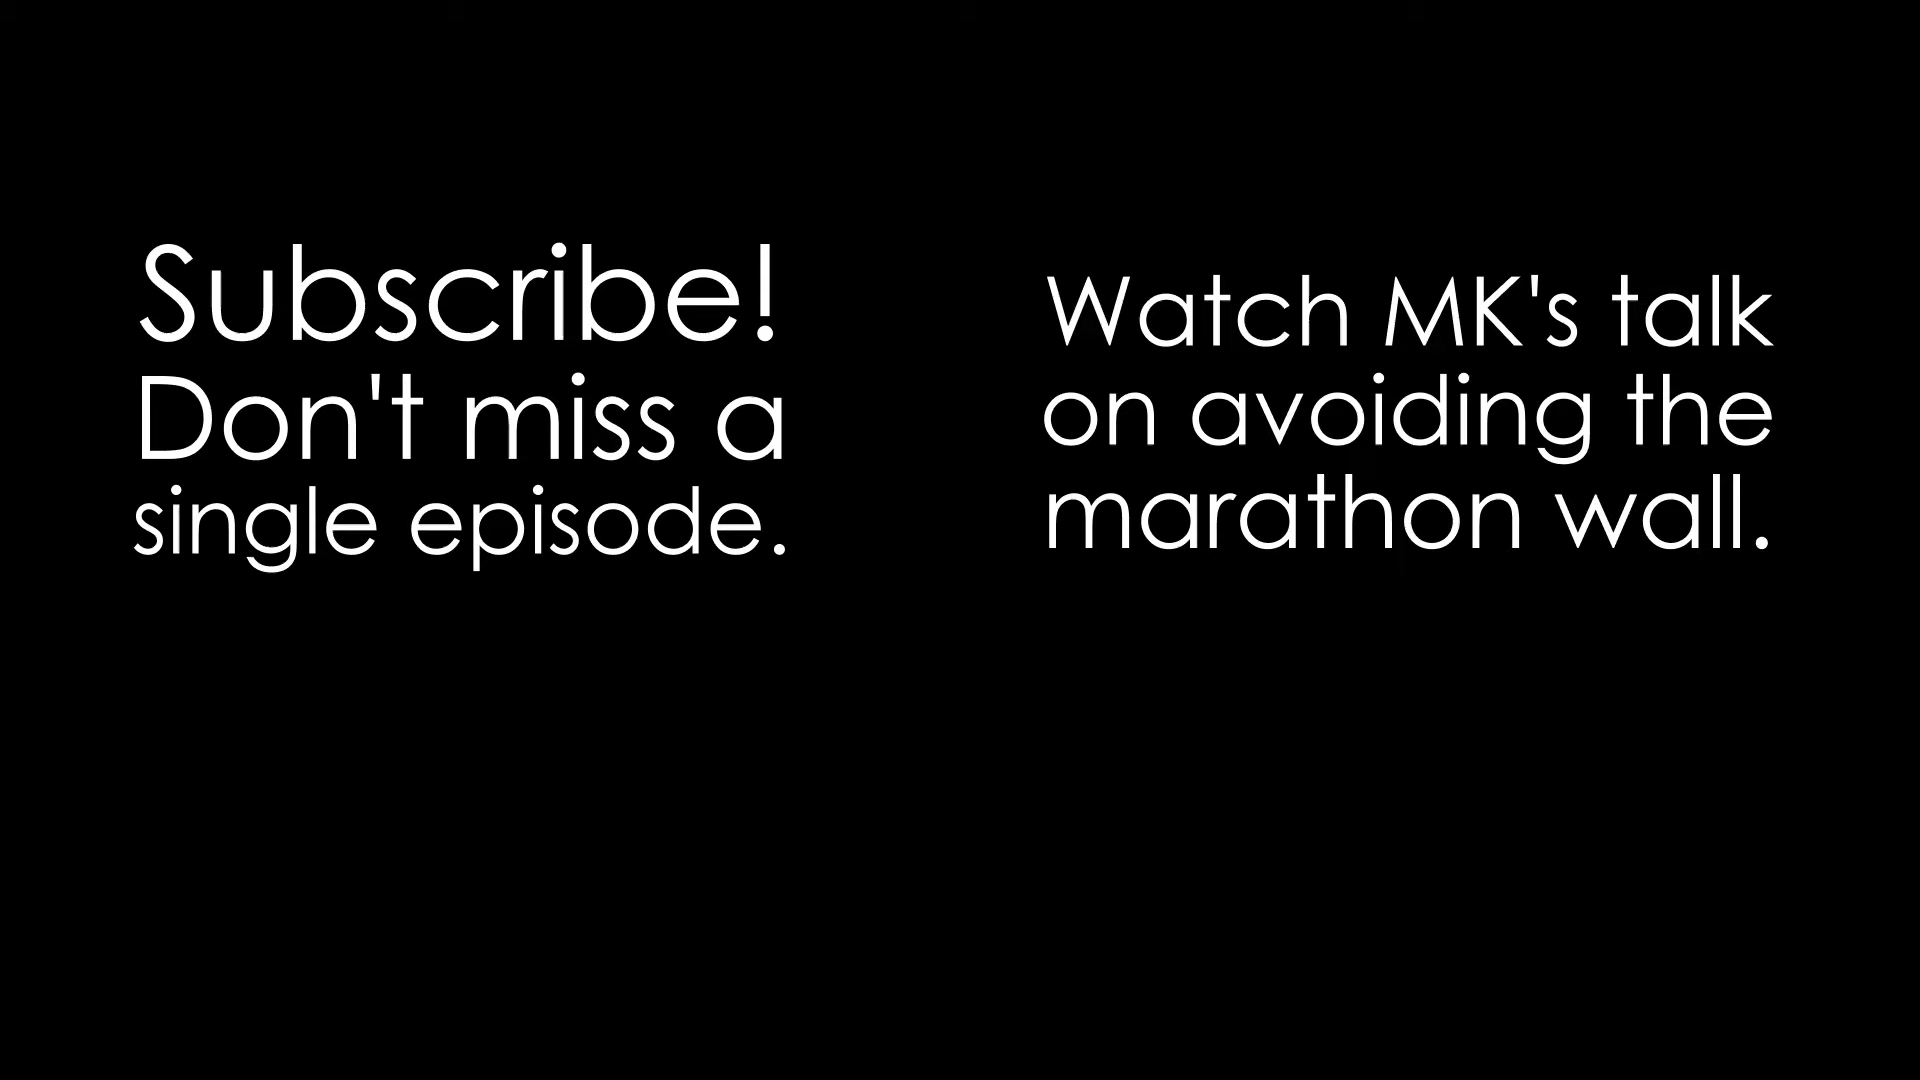 Subscribe!
Don't miss a
single episode.
Watch MK's talk
on avoiding the
marathon wall.